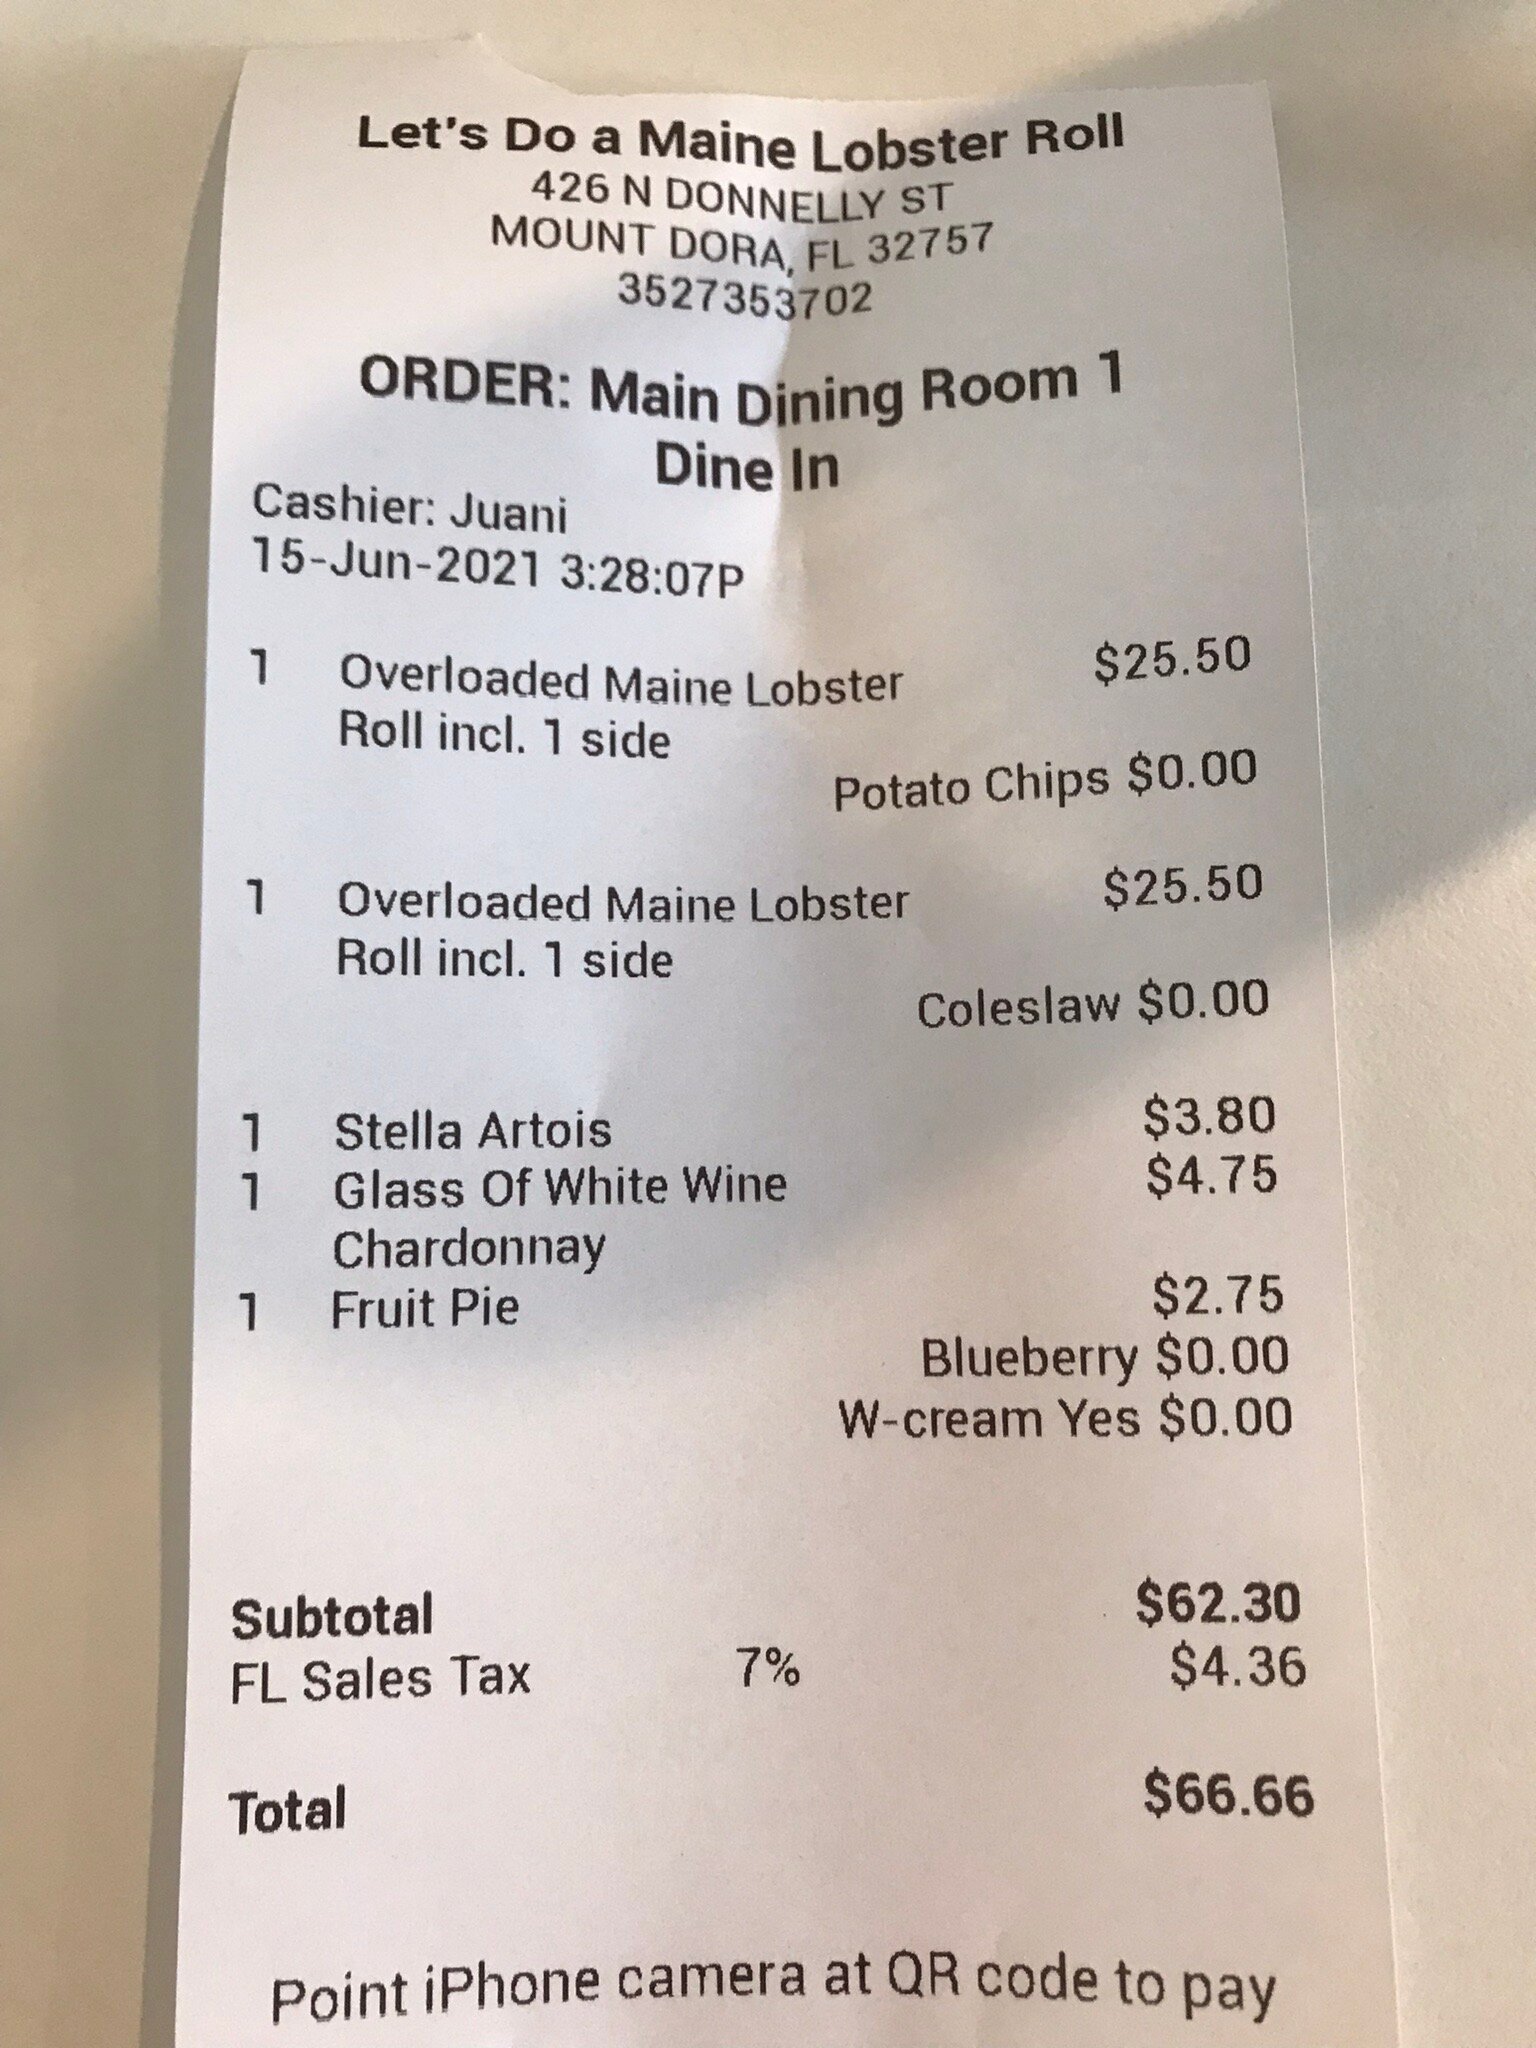 Let's Do a Maine Lobster Roll
426 N DONNELLY ST
MOUNT DORA, FL 32757
3527353702
ORDER: Main Dining Room 1
Dine In
Cashier: Juani
15-Jun-2021 3:28:07P
1 Overloaded Maine Lobster $25.50
Roll incl. 1 side
Potato Chips $0.00
1 Overloaded Maine Lobster $25.50
Roll incl. 1 side
Coleslaw $0.00
1 Stella Artois $3.80
1 Glass Of White Wine $4.75
Chardonnay
1 Fruit Pie $2.75
Blueberry $0.00
W-cream Yes $0.00
Subtotal $62.30
FL Sales Tax 7% $4.36
Total $66.66
Point iPhone camera at QR code to pay